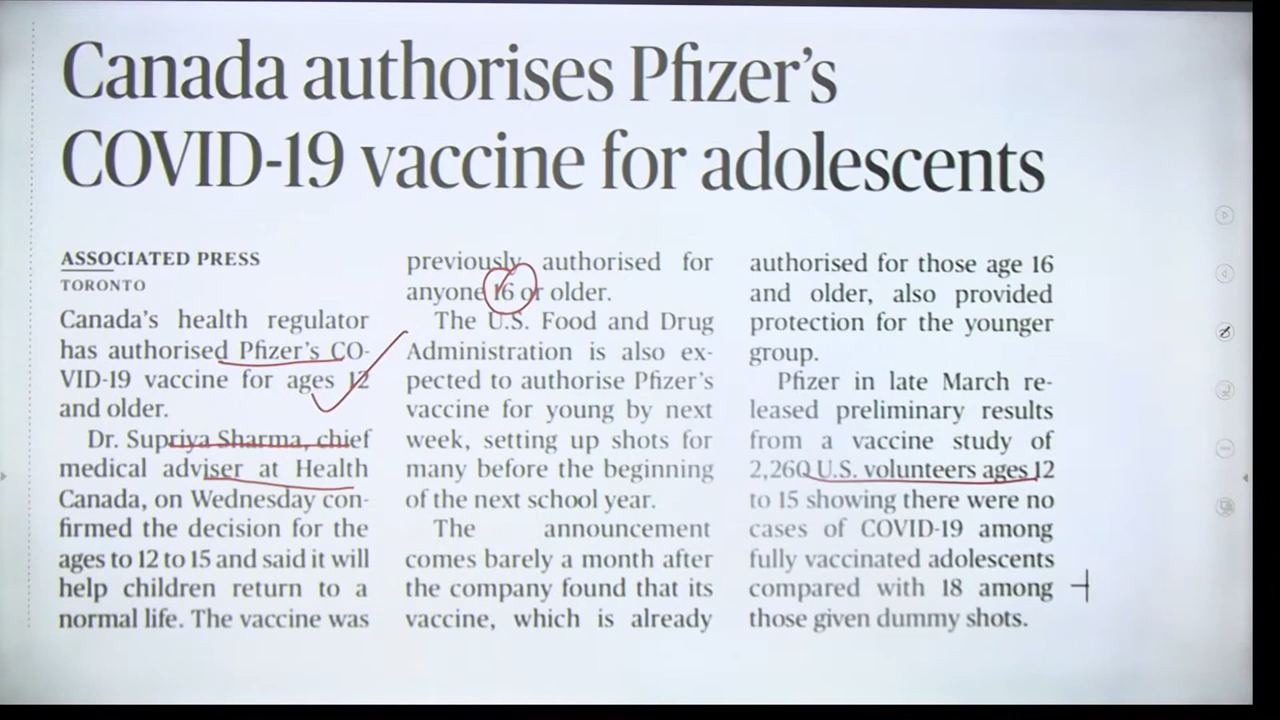 Canada authorises Pfizer's
COVID-19 vaccine for adolescents
ASSOCIATED PRESS
TORONTO
Canada's health regulator
has authorised Pfizer's CO-
VID-19 vaccine for ages 12
and older.
Dr. Supriya Sharma, chief
medical adviser at Health
Canada, on Wednesday con-
firmed the decision for the
ages to 12 to 15 and said it will
help children return to a
normal life. The vaccine was
previously authorised for
anyone 16 or older.
The U.S. Food and Drug
Administration is also ex-
pected to authorise Pfizer's
vaccine for young by next
week, setting up shots for
many before the beginning
of the next school year.
The announcement
comes barely a month after
the company found that its
vaccine, which is already
authorised for those age 16
and older, also provided
protection for the younger
group.
Pfizer in late March re-
leased preliminary results
from a vaccine study of
2,260 U.S. volunteers ages 12
to 15 showing there were no
cases of COVID-19 among
fully vaccinated adolescents
compared with 18 among
those given dummy shots.